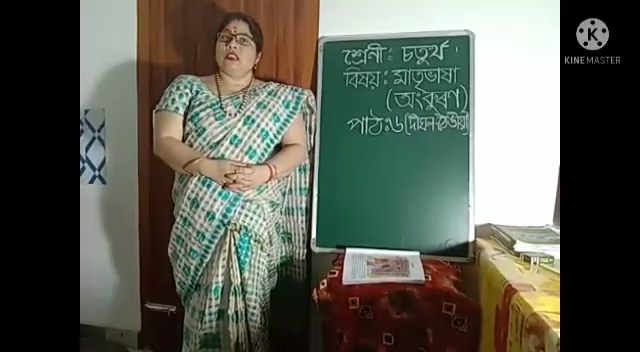 শ্রেনী : চতুৰ্থ
বিষয় : মাতৃভাষা
(অংকুৰণ)
পাঠ : ৬
KINEMASTER